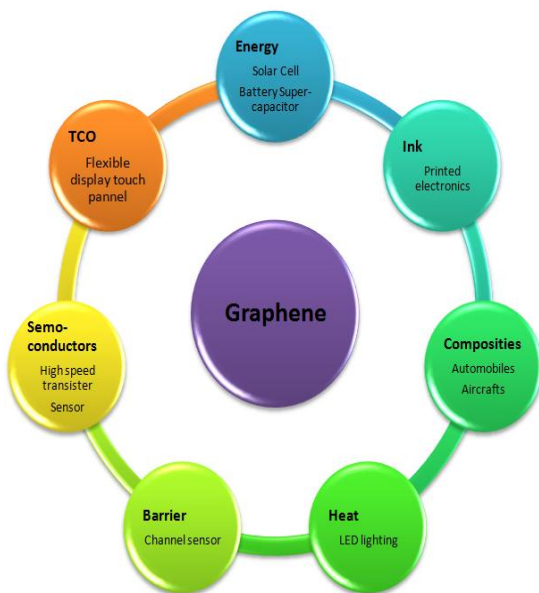 Energy
Solar Cell
Battery Super-
capacitor
Ink
Printed
electronics
Composities
Automobiles
Aircrafts
Heat
LED lighting
Barrier
Channel sensor
Semo-
conductors
High speed
transister
Sensor
TCO
Flexible
display touch
pannel
Graphene